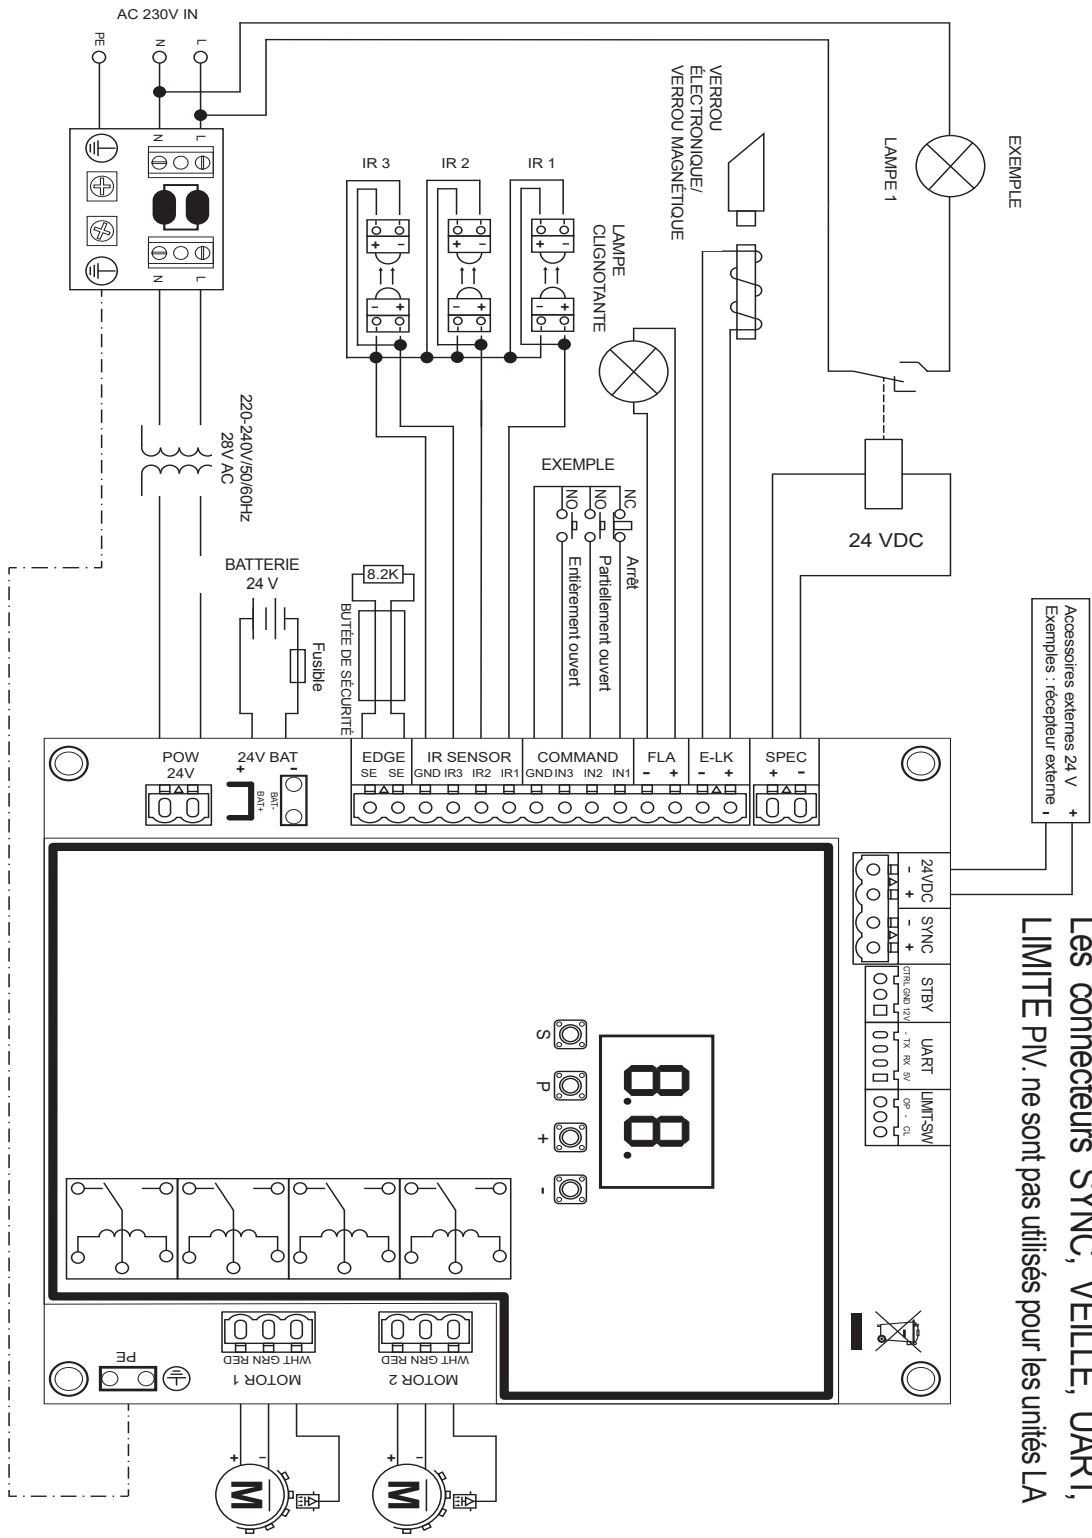 AC 230V IN
PE
N
L
N
L
N
L
220-240V/50/60Hz
28V AC
IR 3
IR 2
IR 1
+ -
+ -
+ -
- +
- +
- +
LAMPE
CLIGNOTANTE
VERROU
ÉLECTRONIQUE/
VERROU MAGNÉTIQUE
EXEMPLE
LAMPE 1
24 VDC
EXEMPLE
NO
NO
NC
Arrêt
Partiellement ouvert
Entièrement ouvert
8.2K
BUTÉE DE SÉCURITÉ
BATTERIE
24 V
Fusible
Accessoires externes 24 V
Exemples : récepteur externe
- +
POW
24V
24V BAT
+ -
BAT+
BAT-
EDGE
SE SE
IR SENSOR
GND IR3 IR2 IR1
COMMAND
GND IN3 IN2 IN1
FLA
- +
E-LK
- +
SPEC
+ -
24VDC
- +
SYNC
- +
STBY
CTRL GND 12V
UART
- TX RX 5V
LIMIT-SW
OP - CL
S
P
+
-
8.8.
PE
WHT GRN RED
MOTOR 1
WHT GRN RED
MOTOR 2
+ -
M
+ -
M
Les connecteurs SYNC, VEILLE, UART,
LIMITE PIV. ne sont pas utilisés pour les unités LA